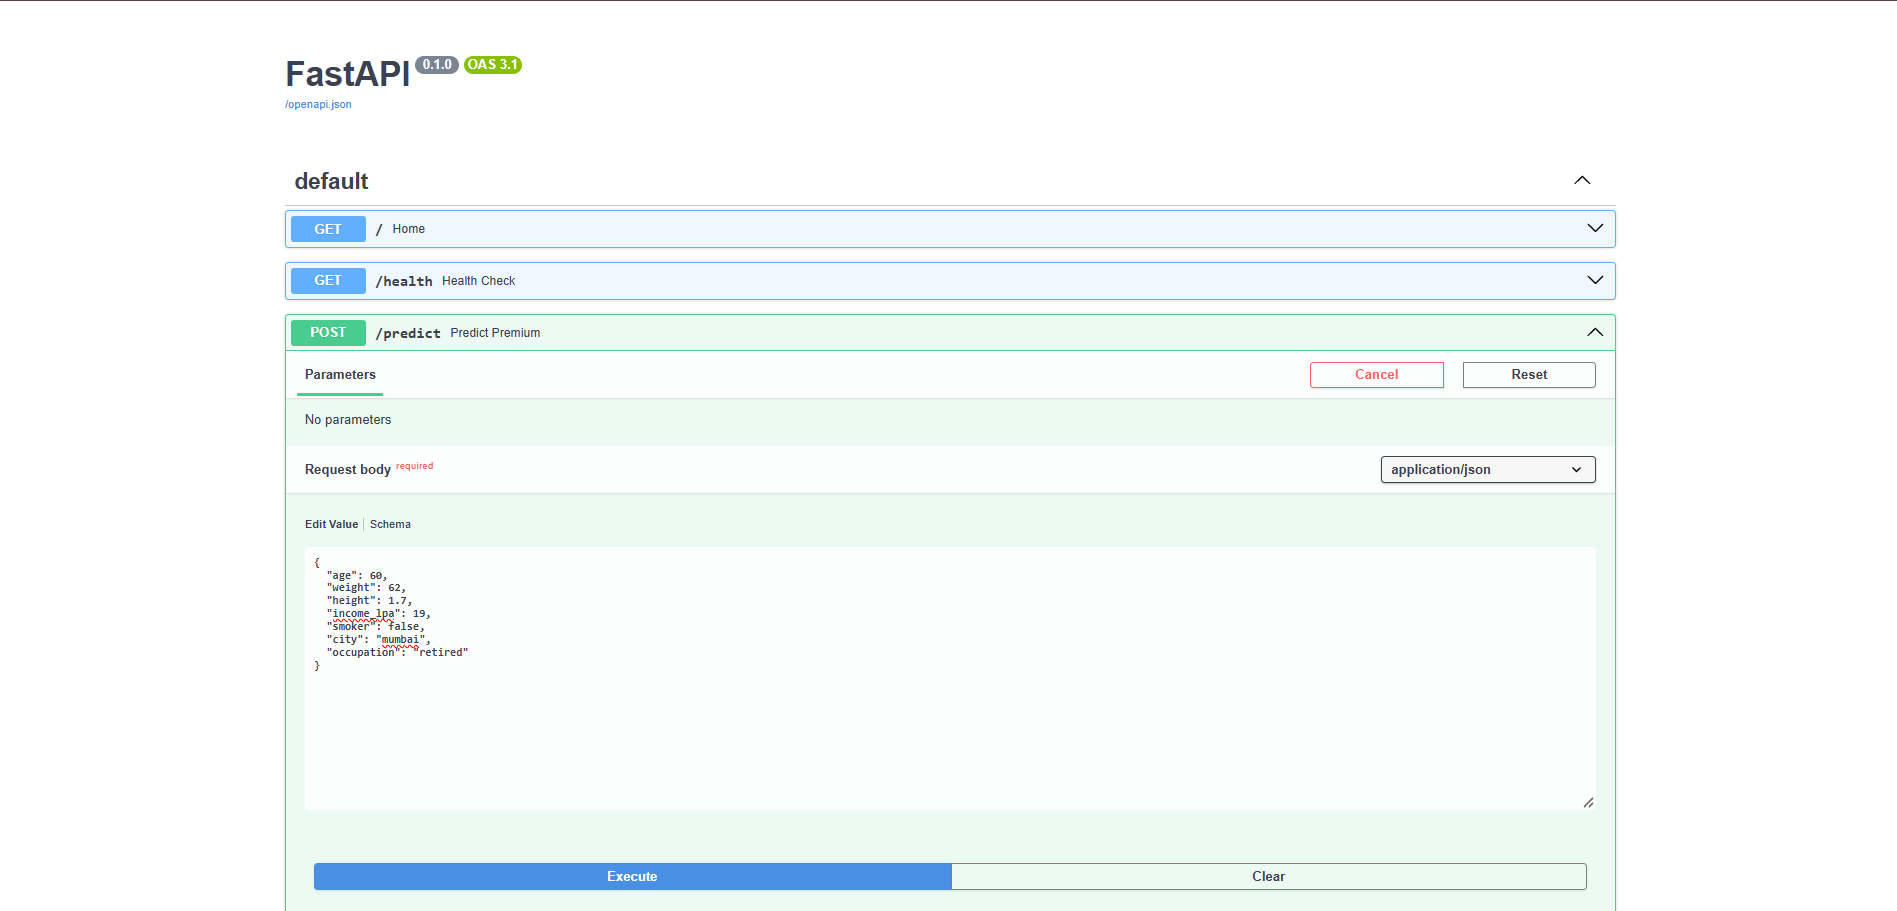 FastAPI 0.1.0 OAS 3.1
/openapi.json
default
GET / Home
GET /health Health Check
POST /predict Predict Premium
Parameters Cancel Reset
No parameters
Request body required application/json
Edit Value Schema
{
  "age": 60,
  "weight": 62,
  "height": 1.7,
  "income_lpa": 19,
  "smoker": false,
  "city": "mumbai",
  "occupation": "retired"
}
Execute Clear